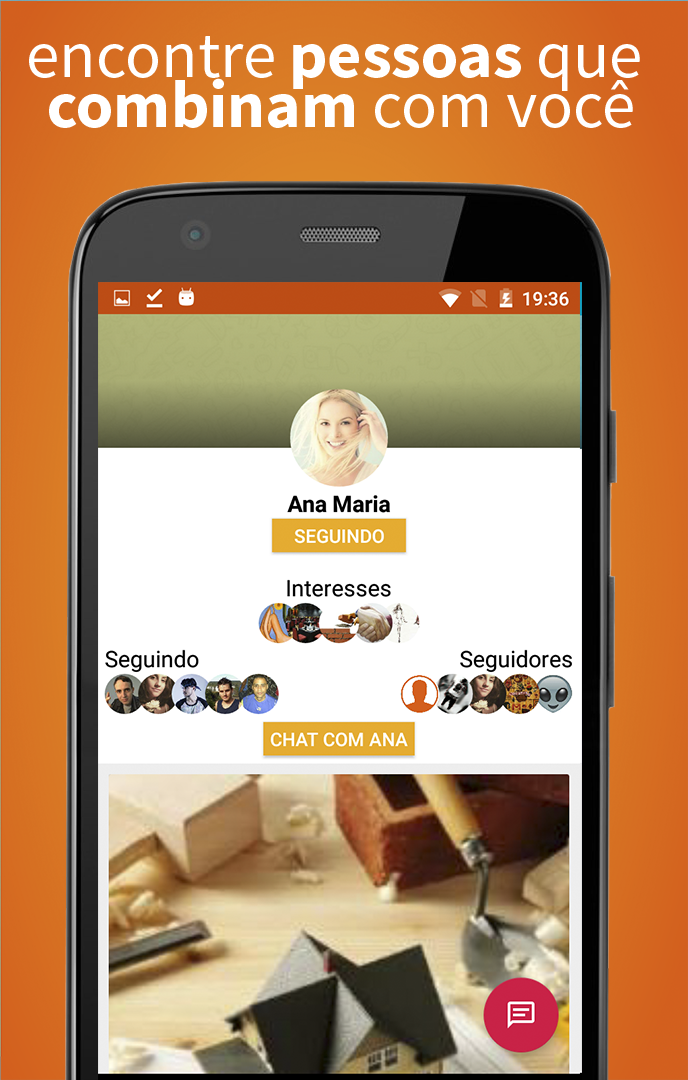 encontre pessoas que
combinam com você
19:36
Ana Maria
SEGUINDO
Interesses
Seguindo
Seguidores
CHAT COM ANA